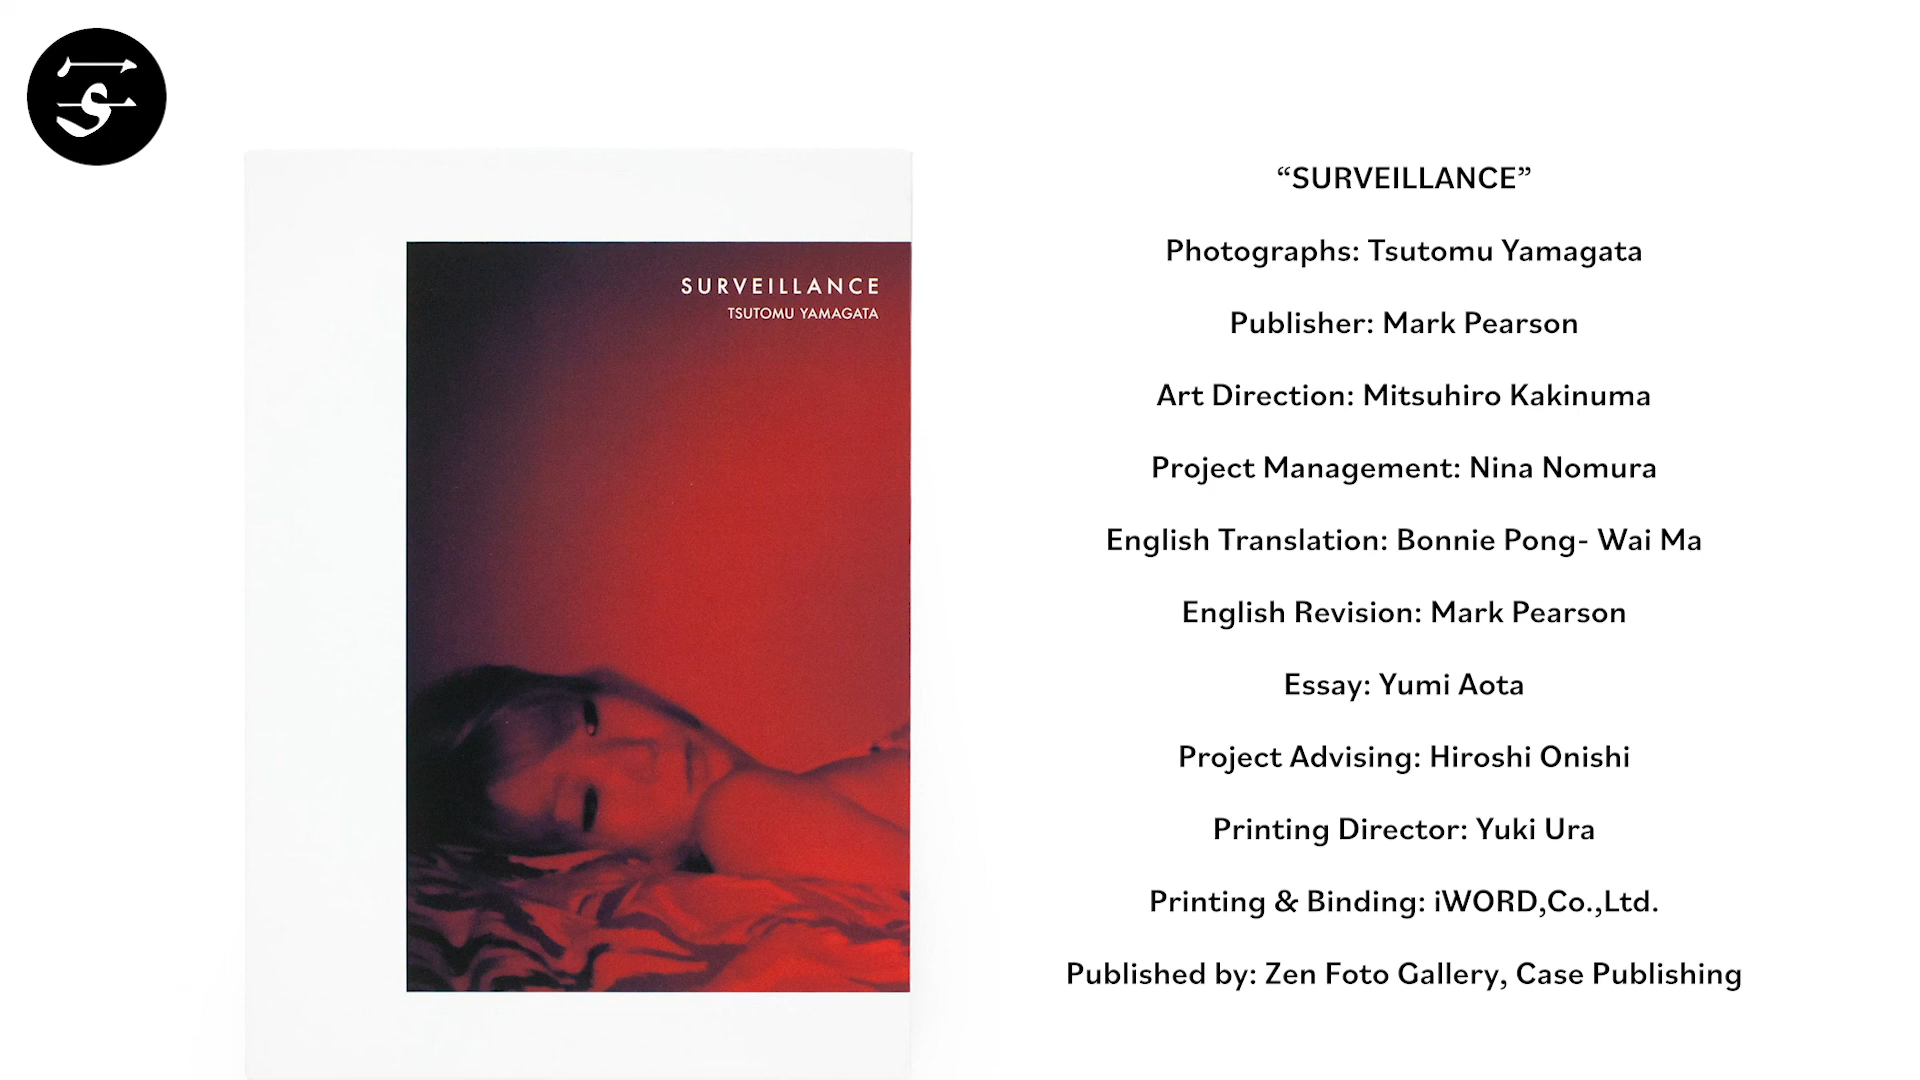 S
SURVEILLANCE
TSUTOMU YAMAGATA
“SURVEILLANCE”
Photographs: Tsutomu Yamagata
Publisher: Mark Pearson
Art Direction: Mitsuhiro Kakinuma
Project Management: Nina Nomura
English Translation: Bonnie Pong- Wai Ma
English Revision: Mark Pearson
Essay: Yumi Aota
Project Advising: Hiroshi Onishi
Printing Director: Yuki Ura
Printing & Binding: iWORD,Co.,Ltd.
Published by: Zen Foto Gallery, Case Publishing